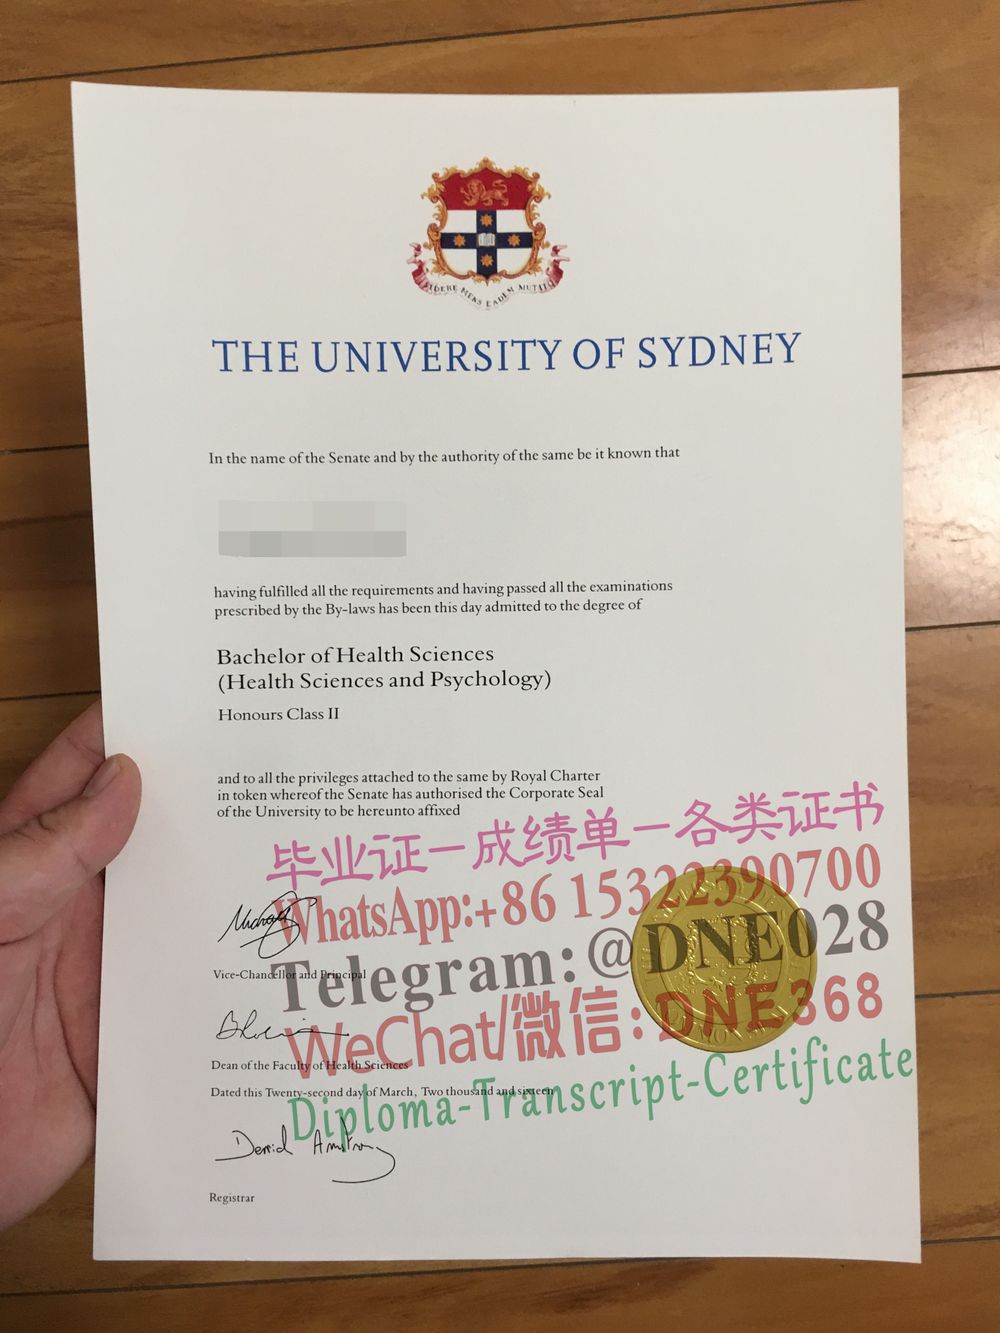 SIDERE MENS EADEM MUTATO
THE UNIVERSITY OF SYDNEY
In the name of the Senate and by the authority of the same be it known that
having fulfilled all the requirements and having passed all the examinations
prescribed by the By-laws has been this day admitted to the degree of
Bachelor of Health Sciences
(Health Sciences and Psychology)
Honours Class II
and to all the privileges attached to the same by Royal Charter
in token whereof the Senate has authorised the Corporate Seal
of the University to be hereunto affixed
毕业证一成绩单一各类证书
WhatsApp:+86 15322390700
Telegram:@DNE028
Vice-Chancellor and Principal
WeChat/微信:DNE368
Dean of the Faculty of Health Sciences
Dated this Twenty-second day of March, Two thousand and sixteen
Diploma-Transcript-Certificate
Registrar